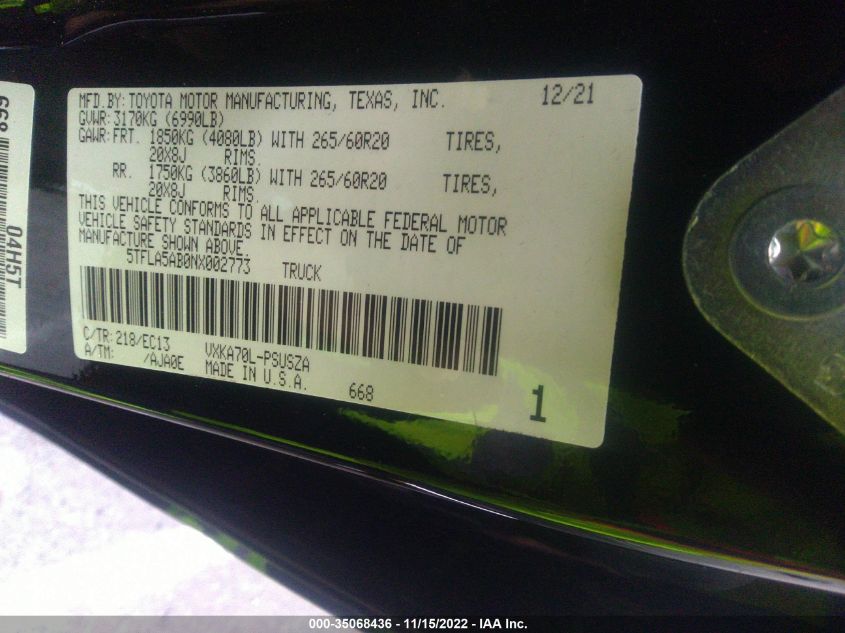 MFD.BY: TOYOTA MOTOR MANUFACTURING, TEXAS, INC. 12/21
GVWR: 3170KG (6990LB)
GAWR: FRT. 1850KG (4080LB) WITH 265/60R20 TIRES,
20X8J RIMS.
RR. 1750KG (3860LB) WITH 265/60R20 TIRES,
20X8J RIMS.
THIS VEHICLE CONFORMS TO ALL APPLICABLE FEDERAL MOTOR
VEHICLE SAFETY STANDARDS IN EFFECT ON THE DATE OF
MANUFACTURE SHOWN ABOVE.
5TFLA5AB0NX002773 TRUCK
C/TR: 218/EC13 VXKA70L-PSUSZA
A/TM: /AJA0E MADE IN U.S.A.
668 1
668
04H5T
000-35068436 - 11/15/2022 - IAA Inc.